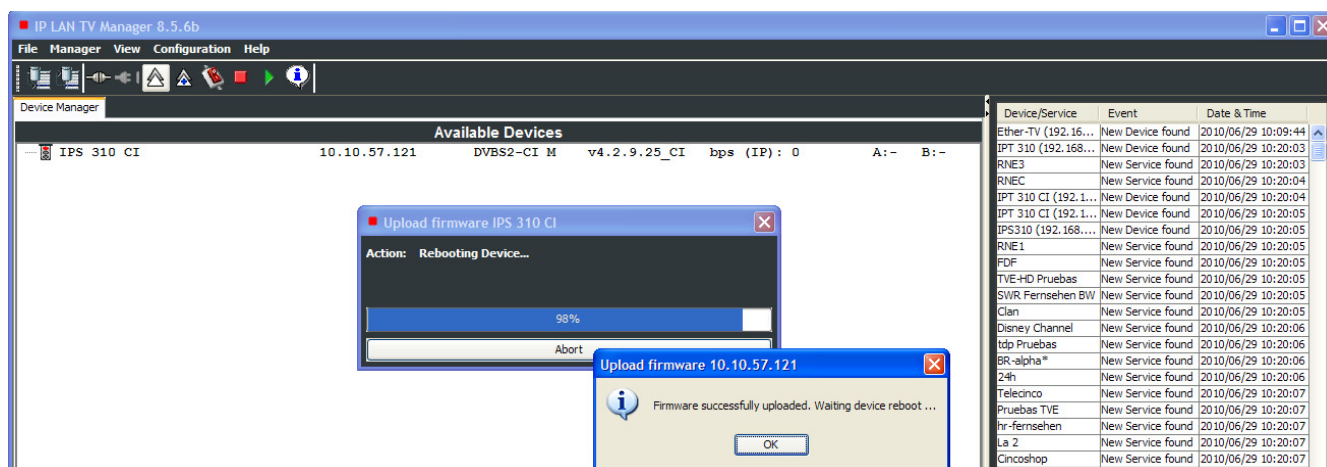 IP LAN TV Manager 8.5.6b
File Manager View Configuration Help
Device Manager
Available Devices
IPS 310 CI 10.10.57.121 DVBS2-CI M v4.2.9.25_CI bps (IP): 0 A:- B:-
Upload firmware IPS 310 CI
Action: Rebooting Device...
98%
Abort
Upload firmware 10.10.57.121
Firmware successfully uploaded. Waiting device reboot ...
OK
Device/Service Event Date & Time
Ether-TV (192.16... New Device found 2010/06/29 10:09:44
IPT 310 (192.168... New Device found 2010/06/29 10:20:03
RNE3 New Service found 2010/06/29 10:20:03
RNEC New Service found 2010/06/29 10:20:04
IPT 310 CI (192.1... New Device found 2010/06/29 10:20:04
IPT 310 CI (192.1... New Device found 2010/06/29 10:20:05
IPS310 (192.168.... New Device found 2010/06/29 10:20:05
RNE1 New Service found 2010/06/29 10:20:05
FDF New Service found 2010/06/29 10:20:05
TVE-HD Pruebas New Service found 2010/06/29 10:20:05
SWR Fernsehen BW New Service found 2010/06/29 10:20:05
Clan New Service found 2010/06/29 10:20:05
Disney Channel New Service found 2010/06/29 10:20:06
tdp Pruebas New Service found 2010/06/29 10:20:06
BR-alpha* New Service found 2010/06/29 10:20:06
24h New Service found 2010/06/29 10:20:06
Telecinco New Service found 2010/06/29 10:20:07
Pruebas TVE New Service found 2010/06/29 10:20:07
hr-fernsehen New Service found 2010/06/29 10:20:07
La 2 New Service found 2010/06/29 10:20:07
Cincoshop New Service found 2010/06/29 10:20:07